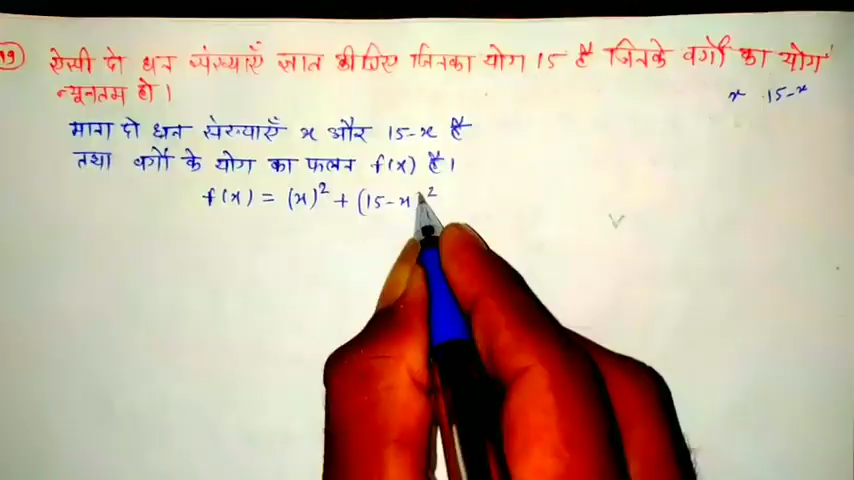 19 ऐसी दो धन संख्याएँ ज्ञात कीजिए जिनका योग 15 है जिनके वर्गों का योग
न्यूनतम हो।
x 15-x
माना दो धन संख्याएँ x और 15-x है
तथा वर्गों के योग का फलन f(x) है।
f(x) = (x)² + (15-x)²